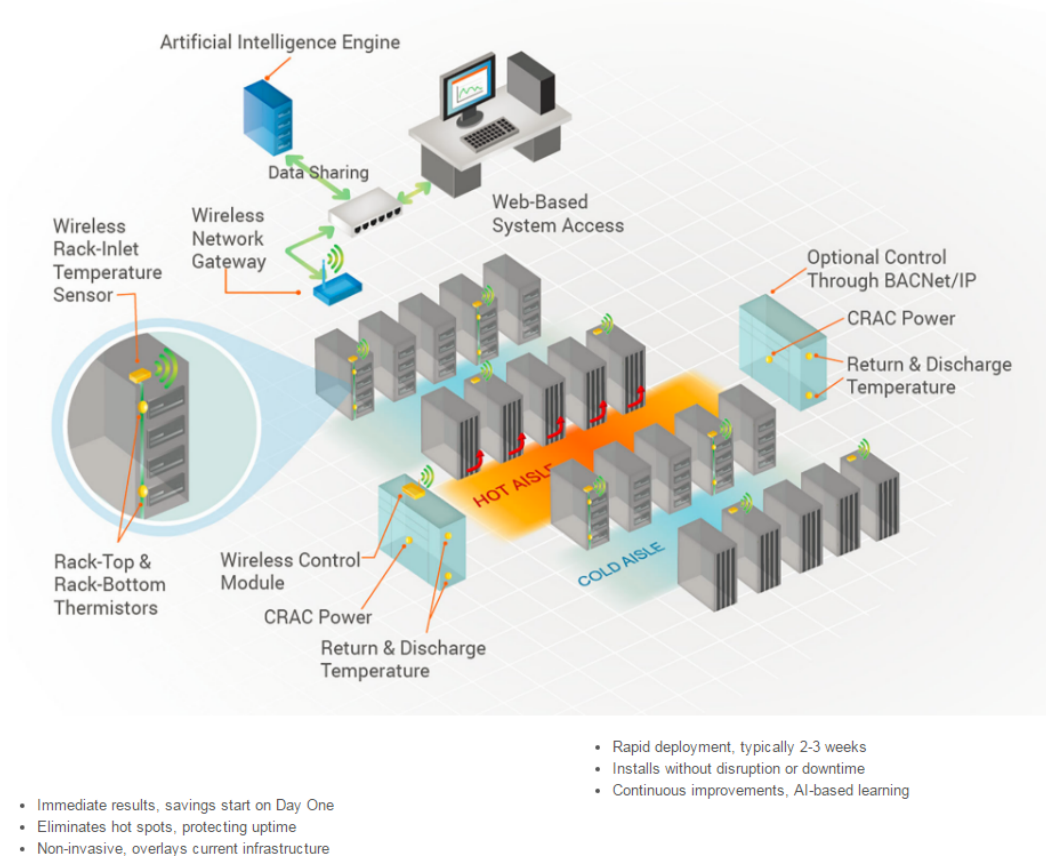 Artificial Intelligence Engine
Data Sharing
Web-Based
System Access
Wireless
Rack-Inlet
Temperature
Sensor
Wireless
Network
Gateway
Optional Control
Through BACNet/IP
CRAC Power
Return & Discharge
Temperature
HOT AISLE
COLD AISLE
Rack-Top &
Rack-Bottom
Thermistors
Wireless Control
Module
CRAC Power
Return & Discharge
Temperature
• Rapid deployment, typically 2-3 weeks
• Installs without disruption or downtime
• Continuous improvements, AI-based learning
• Immediate results, savings start on Day One
• Eliminates hot spots, protecting uptime
• Non-invasive, overlays current infrastructure